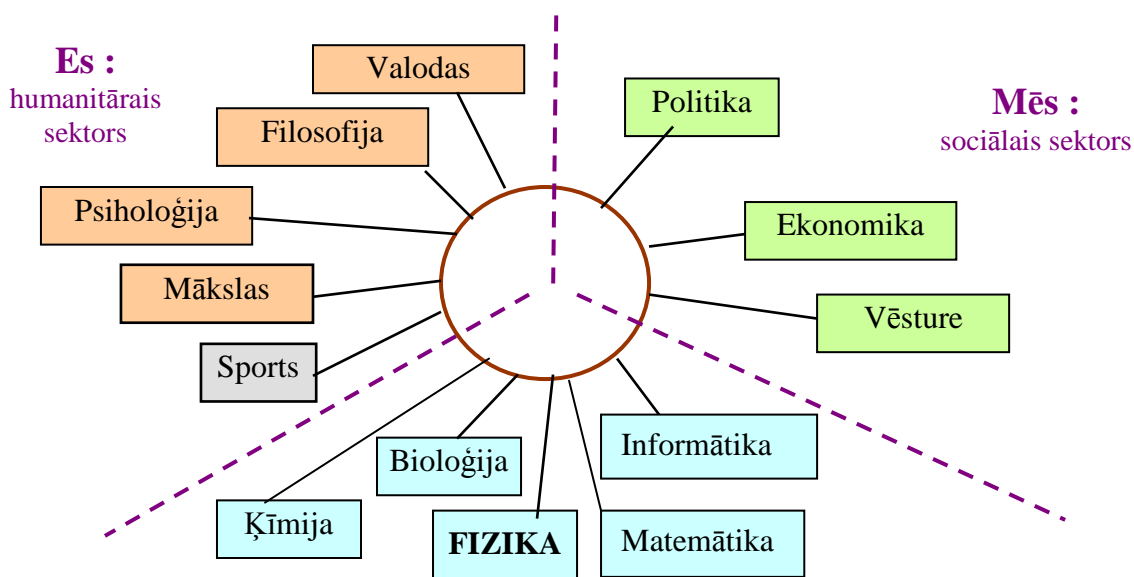 Es :
humanitārais
sektors
Valodas
Filosofija
Psiholoģija
Mākslas
Sports
Politika
Mēs :
sociālais sektors
Ekonomika
Vēsture
Informātika
Bioloģija
Ķīmija
FIZIKA
Matemātika